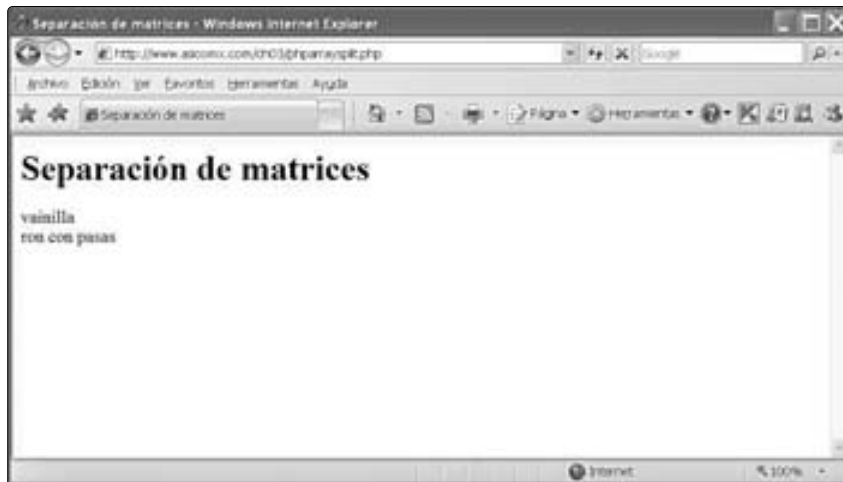 Separación de matrices - Windows Internet Explorer
Archivo Edición Ver Favoritos Herramientas Ayuda
Separación de matrices
Página Herramientas
Separación de matrices
vainilla
ron con pasas
Internet 100%